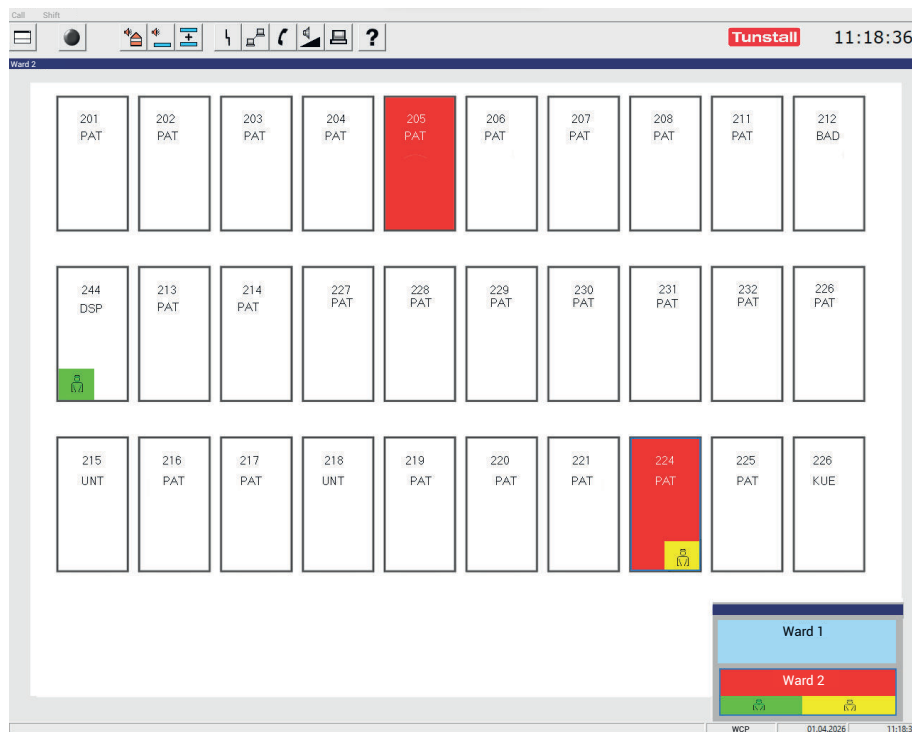 Call Shift
? Tunstall 11:18:36
Ward 2
201 202 203 204 205 206 207 208 211 212
PAT PAT PAT PAT PAT PAT PAT PAT PAT BAD
244 213 214 227 228 229 230 231 232 226
DSP PAT PAT PAT PAT PAT PAT PAT PAT PAT
215 216 217 218 219 220 221 224 225 226
UNT PAT PAT UNT PAT PAT PAT PAT PAT KUE
Ward 1
Ward 2
WCP 01.04.2026 11:18:3